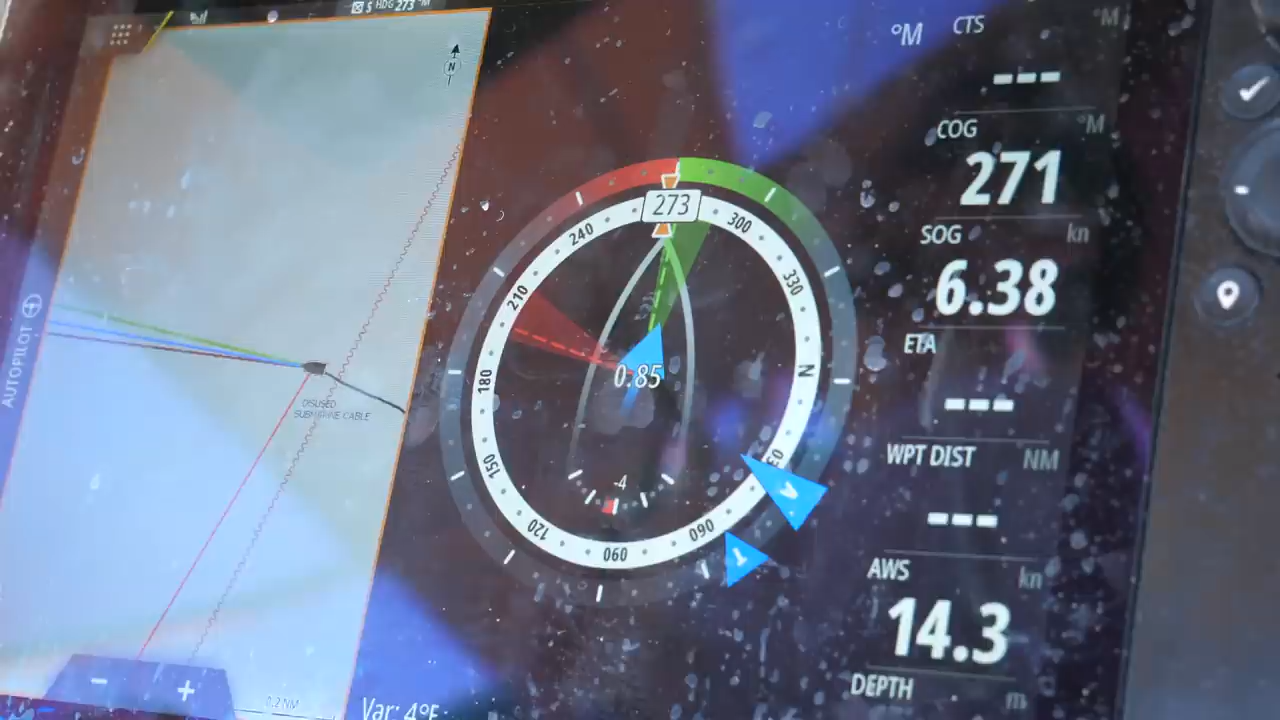 S HDG 273 °M
N
AUTOPILOT
DISUSED
SUBMARINE CABLE
0.2 NM
°M
273
240
300
210
330
180
N
150
030
120
060
090
0.85
-4
A
T
Var: 4°E
CTS °M
---
COG °M
271
SOG kn
6.38
ETA
---
WPT DIST NM
---
AWS kn
14.3
DEPTH m